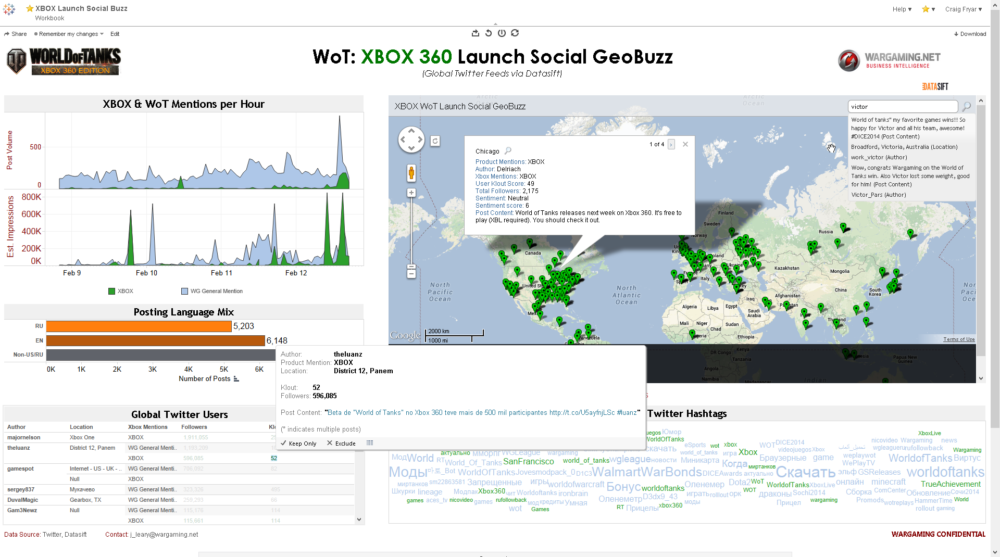 XBOX Launch Social Buzz
Workbook
Help ▾
Craig Fryar ▾
Share
Remember my changes
Edit
Download
WORLD OF TANKS
XBOX 360 EDITION
WoT: XBOX 360 Launch Social GeoBuzz
(Global Twitter Feeds via Datasift)
WARGAMING.NET
BUSINESS INTELLIGENCE
DATASIFT
XBOX & WoT Mentions per Hour
Post Volume
500
0
Est. Impressions
800K
600K
400K
200K
0K
Feb 9
Feb 10
Feb 11
Feb 12
XBOX
WG General Mention
Posting Language Mix
RU
5,203
EN
6,148
Non-US/RU
0K
1K
2K
3K
4K
5K
6K
Number of Posts
XBOX WoT Launch Social GeoBuzz
Arctic
Ocean
Arctic
Ocean
victor
World of tanks" my favorite games wins!! So
happy for Victor and all his team, awesome!
#DICE2014 (Post Content)
Broadford, Victoria, Australia (Location)
work_victor (Author)
Wow, congrats Wargaming on the World of
Tanks win. Also Victor lost some weight, good
for him! (Post Content)
Victor_Pars (Author)
1 of 4
Chicago
Product Mentions: XBOX
Author: Delriach
Xbox Mentions: XBOX
User Klout Score: 49
Total Followers: 2,175
Sentiment: Neutral
Sentiment score: 6
Post Content: World of Tanks releases next week on Xbox 360. It's free to
play (XBL required). You should check it out.
Finland
Sweden
Norway
Russia
Canada
Kazakhstan
Mongolia
Italy
China
South
Korea
Afghanistan
Iraq
Algeria
Libya
Egypt
Saudi
Arabia
Mali
Niger
Chad
Sudan
Ethiopia
North
Pacific
Ocean
North
Atlantic
Ocean
Google
2000 km
1000 mi
Terms of Use
DR Congo
Tanzania
Angola
Namibia
Madagascar
Indian
Papua New
Guinea
Author: theluanz
Product Mention: XBOX
Location: District 12, Panem
Klout: 52
Followers: 596,085
Post Content: "Beta de "World of Tanks" no Xbox 360 teve mais de 500 mil participantes http://t.co/U5ayfnjLSc #luanz"
(* indicates multiple posts)
Keep Only
Exclude
Global Twitter Users
Author Location Xbox Mentions Followers
majornelson Xbox One XBOX 1,911,055
theluanz District 12, Panem WG General Menti.. 1,193,209
XBOX 596,085 52
gamespot Internet - US - UK - .. WG General Menti.. 706,092 82
Null XBOX
sergey837 Мукачево WG General Menti.. 323,326 495
DuvalMagic Gearbox, TX WG General Menti.. 259,293 66
Gam3Newz Null WG General Menti.. 115,176 114
XBOX 115,661 114
Twitter Hashtags
Юмор
XboxLive
WorldOfTanks
eSports
wot
xbox
WOT
DICE2014
videojuegos
Xbox
nicovideo
Wargaming
news
wgleagueru
rufollowback
Wargaming
скачать
world_of_tanks
игра
Xbox
актуально
мморпг
WGLeague
wargaming
Мод
World
RT
World_Of_Tanks
SanFrancisco
world_of_tanks
wgleague
новости
Миникарта
Когда
миртанков
Браузерные
game
weplaywot
WePlayTV
WorldofTanks
Виртус
Моды
마토_Bot
WorldOfTanks
Jovesmodpack_0
D1C3
WalmartWarBonds
DICEAwards
актуально
Скачать
эльф
GSReleases
worldoftanks
миртанков
sm22863581
Запрещенные
игры
worldofwarcraft
Бонус
worldoftanks
Оленемер
Dota2
WoT
WorldofTanks
XboxLive
онлайн
minecraft
TrueAchievement
Шкурки
lineage
Модпак
Xbox360
чит
Worldoftanks
ironbrain
Оленеметр
D3dx9_43
играть
rolllout
орк
WOT
драконы
Sochi2014
Сборка
ComCenter
Обновление
Сочи2014
games
aces_tv
nicovideo
games
rufollowback
мод
кредиты
Умная
RT
Прицелы
xbox360
моды
Прицел
wargaming
Promods
wotreplays
HammerTime
World
wot
Games
rollout
gaming
Data Source: Twitter, Datasift
Contact: j_leary@wargaming.net
WARGAMING CONFIDENTIAL